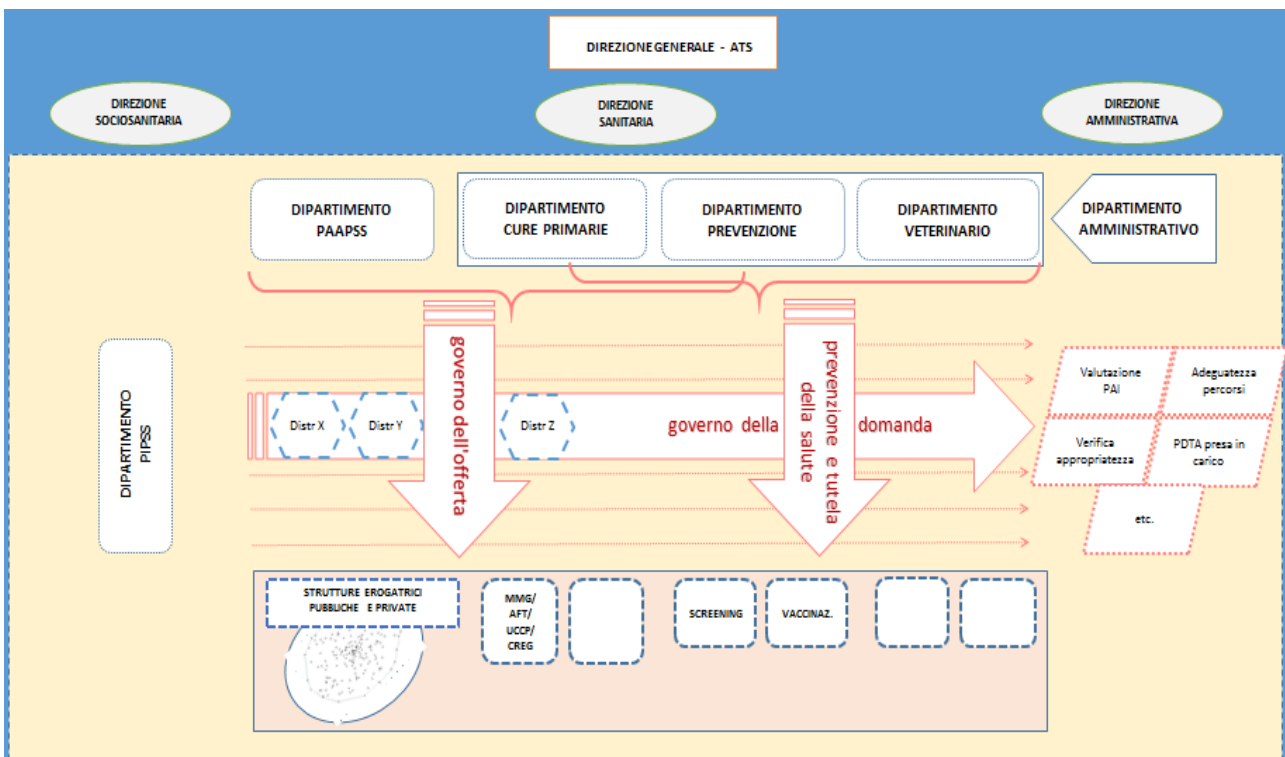 DIREZIONE GENERALE - ATS
DIREZIONE
SOCIOSANITARIA
DIREZIONE
SANITARIA
DIREZIONE
AMMINISTRATIVA
DIPARTIMENTO
PAAPSS
DIPARTIMENTO
CURE PRIMARIE
DIPARTIMENTO
PREVENZIONE
DIPARTIMENTO
VETERINARIO
DIPARTIMENTO
AMMINISTRATIVO
DIPARTIMENTO
PIPSS
governo dell'offerta
prevenzione e tutela
della salute
Distr X
Distr Y
Distr Z
governo della domanda
Valutazione
PAI
Adeguatezza
percorsi
Verifica
appropriatezza
PDTA presa in
carico
etc.
STRUTTURE EROGATRICI
PUBBLICHE E PRIVATE
MMG/
AFT/
UCCP/
CREG
SCREENING
VACCINAZ.